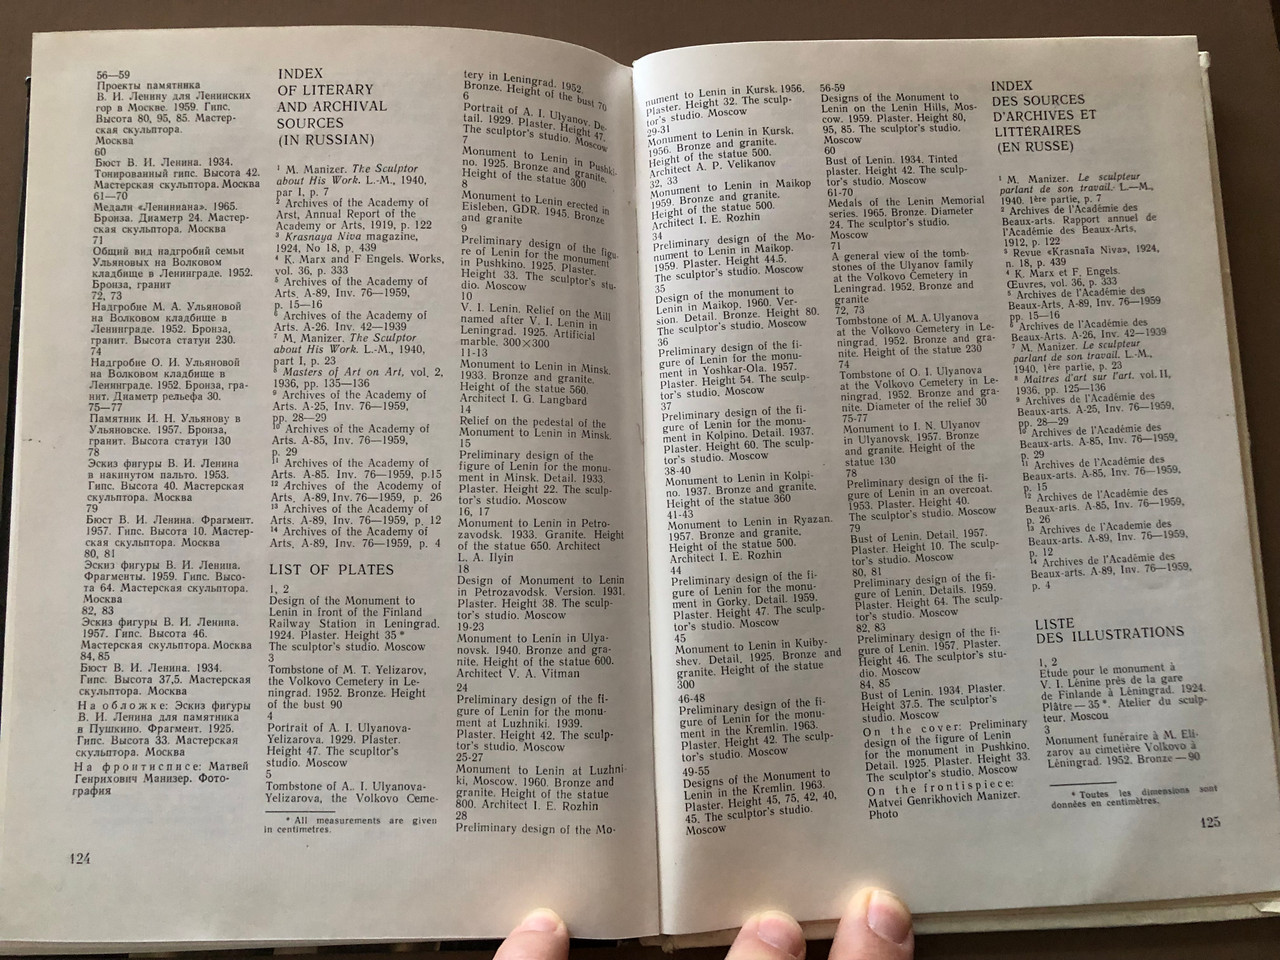 56—59
Проекты памятника
В. И. Ленину для Ленинских
гор в Москве. 1959. Гипс.
Высота 80, 95, 85. Мастер-
ская скульптора.
Москва
60
Бюст В. И. Ленина. 1934.
Тонированный гипс. Высота 42.
Мастерская скульптора. Москва
61—70
Медали «Лениниана». 1965.
Бронза. Диаметр 24. Мастер-
ская скульптора. Москва
71
Общий вид надгробий семьи
Ульяновых на Волковом
кладбище в Ленинграде. 1952.
Бронза, гранит
72, 73
Надгробие М. А. Ульяновой
на Волковом кладбище в
Ленинграде. 1952. Бронза,
гранит. Высота статуи 230.
74
Надгробие О. И. Ульяновой
на Волковом кладбище в
Ленинграде. 1952. Бронза, гра-
нит. Диаметр рельефа 30.
75—77
Памятник И. Н. Ульянову в
Ульяновске. 1957. Бронза,
гранит. Высота статуи 130
78
Эскиз фигуры В. И. Ленина
в накинутом пальто. 1953.
Гипс. Высота 40. Мастерская
скульптора. Москва
79
Бюст В. И. Ленина. Фрагмент.
1957. Гипс. Высота 10. Мастер-
ская скульптора. Москва
80, 81
Эскиз фигуры В. И. Ленина.
Фрагменты. 1959. Гипс. Высо-
та 64. Мастерская скульптора.
Москва
82, 83
Эскиз фигуры В. И. Ленина.
1957. Гипс. Высота 46.
Мастерская скульптора. Москва
84, 85
Бюст В. И. Ленина. 1934.
Гипс. Высота 37,5. Мастерская
скульптора. Москва
На обложке: Эскиз фигуры
В. И. Ленина для памятника
в Пушкино. Фрагмент. 1925.
Гипс. Высота 33. Мастерская
скульптора. Москва
На фронтисписе: Матвей
Генрихович Манизер. Фото-
графия
124
INDEX
OF LITERARY
AND ARCHIVAL
SOURCES
(IN RUSSIAN)
¹ M. Manizer. The Sculptor
about His Work. L.-M., 1940,
par I, p. 7
² Archives of the Academy of
Arst, Annual Report of the
Academy or Arts, 1919, p. 122
³ Krasnaya Niva magazine,
1924, No 18, p. 439
⁴ K. Marx and F Engels. Works,
vol. 36, p. 333
⁵ Archives of the Academy of
Arts. A-89, Inv. 76—1959,
p. 15—16
⁶ Archives of the Academy of
Arts. A-26. Inv. 42—1939
⁷ M. Manizer. The Sculptor
about His Work. L.-M., 1940,
part I, p. 23
⁸ Masters of Art on Art, vol. 2,
1936, pp. 135—136
⁹ Archives of the Academy of
Arts. A-25, Inv. 76—1959,
pp. 28—29
¹⁰ Archives of the Academy of
Arts. A-85, Inv. 76—1959,
p. 29
¹¹ Archives of the Academy of
Arts. A-85. Inv. 76—1959, p.15
¹² Archives of the Acodemy of
Arts. A-89, Inv. 76—1959, p. 26
¹³ Archives of the Academy of
Arts, A-89, Inv. 76—1959, p. 12
¹⁴ Archives of the Academy of
Arts, A-89, Inv. 76—1959, p. 4
LIST OF PLATES
1, 2
Design of the Monument to
Lenin in front of the Finland
Railway Station in Leningrad.
1924. Plaster. Height 35 *
The sculptor's studio. Moscow
3
Tombstone of M. T. Yelizarov,
the Volkovo Cemetery in Le-
ningrad. 1952. Bronze. Height
of the bust 90
4
Portrait of A. I. Ulyanova-
Yelizarova. 1929. Plaster.
Height 47. The scupltor's
studio. Moscow
5
Tombstone of A. I. Ulyanova-
Yelizarova, the Volkovo Ceme-
* All measurements are given
in centimetres.
tery in Leningrad. 1952.
Bronze. Height of the bust 70
6
Portrait of A. I. Ulyanov. De-
tail. 1929. Plaster. Height 47.
The sculptor's studio. Moscow
7
Monument to Lenin in Pushki-
no. 1925. Bronze and granite.
Height of the statue 300
8
Monument to Lenin erected in
Eisleben, GDR. 1945. Bronze
and granite
9
Preliminary design of the figu-
re of Lenin for the monument
in Pushkino. 1925. Plaster.
Height 33. The sculptor's stu-
dio. Moscow
10
V. I. Lenin. Relief on the Mill
named after V. I. Lenin in
Leningrad. 1925. Artificial
marble. 300×300
11-13
Monument to Lenin in Minsk.
1933. Bronze and granite.
Height of the statue 560.
Architect I. G. Langbard
14
Relief on the pedestal of the
Monument to Lenin in Minsk.
15
Preliminary design of the
figure of Lenin for the monu-
ment in Minsk. Detail. 1933.
Plaster. Height 22. The sculp-
tor's studio. Moscow
16, 17
Monument to Lenin in Petro-
zavodsk. 1933. Granite. Height
of the statue 650. Architect
L. A. Ilyin
18
Design of Monument to Lenin
in Petrozavodsk. Version. 1931.
Plaster. Height 38. The sculp-
tor's studio. Moscow
19-23
Monument to Lenin in Ulya-
novsk. 1940. Bronze and gra-
nite. Height of the statue 600.
Architect V. A. Vitman
24
Preliminary design of the fi-
gure of Lenin for the monu-
ment at Luzhniki. 1939.
Plaster. Height 42. The sculp-
tor's studio. Moscow
25-27
Monument to Lenin at Luzhni-
ki, Moscow. 1960. Bronze and
granite. Height of the statue
800. Architect I. E. Rozhin
28
Preliminary design of the Mo-
nument to Lenin in Kursk. 1956.
Plaster. Height 32. The sculp-
tor's studio. Moscow
29-31
Monument to Lenin in Kursk.
1956. Bronze and granite.
Height of the statue 500.
Architect A. P. Velikanov
32, 33
Monument to Lenin in Maikop
1959. Bronze and granite.
Height of the statue 500.
Architect I. E. Rozhin
34
Preliminary design of the Mo-
nument to Lenin in Maikop.
1959. Plaster. Height 44.5.
The sculptor's studio. Moscow
35
Design of the monument to
Lenin in Maikop. 1960. Ver-
sion. Detail. Bronze. Height 80.
The sculptor's studio. Moscow
36
Preliminary design of the fi-
gure of Lenin for the monu-
ment in Yoshkar-Ola. 1957.
Plaster. Height 54. The sculp-
tor's studio. Moscow
37
Preliminary design of the fi-
gure of Lenin for the monu-
ment in Kolpino. Detail. 1937.
Plaster. Height 60. The sculp-
tor's studio. Moscow
38-40
Monument to Lenin in Kolpi-
no. 1937. Bronze and granite.
Height of the statue 360
41-43
Monument to Lenin in Ryazan.
1957. Bronze and granite,
Height of the statue 500.
Architect I. E. Rozhin
44
Preliminary design of the fi-
gure of Lenin for the monu-
ment in Gorky. Detail. 1959.
Plaster. Height 47. The sculp-
tor's studio. Moscow
45
Monument to Lenin in Kuiby-
shev. Detail. 1925. Bronze and
granite. Height of the statue
300
46-48
Preliminary design of the fi-
gure of Lenin for the monu-
ment in the Kremlin. 1963.
Plaster. Height 42. The sculp-
tor's studio. Moscow
49-55
Designs of the Monument to
Lenin in the Kremlin. 1963.
Plaster. Height 45, 75, 42, 40,
45. The sculptor's studio.
Moscow
56-59
Designs of the Monument to
Lenin on the Lenin Hills, Mos-
cow. 1959. Plaster. Height 80,
95, 85. The sculptor's studio.
Moscow
60
Bust of Lenin. 1934, Tinted
plaster. Height 42. The sculp-
tor's studio. Moscow
61-70
Medals of the Lenin Memorial
series. 1965. Bronze. Diameter
24. The sculptor's studio.
Moscow
71
A general view of the tomb-
stones of the Ulyanov family
at the Volkovo Cemetery in
Leningrad. 1952. Bronze and
granite
72, 73
Tombstone of M. A. Ulyanova
at the Volkovo Cemetery in Le-
ningrad. 1952. Bronze and gra-
nite. Height of the statue 230
74
Tombstone of O. I. Ulyanova
at the Volkovo Cemetery in Le-
ningrad, 1952. Bronze and gra-
nite. Diameter of the relief 30
75-77
Monument to I. N. Ulyanov
in Ulyanovsk. 1957. Bronze
and granite. Height of the
statue 130
78
Preliminary design of the fi-
gure of Lenin in an overcoat.
1953. Plaster. Height 40.
The sculptor's studio. Moscow
79
Bust of Lenin. Detail. 1957.
Plaster. Height 10. The sculp-
tor's studio. Moscow
80, 81
Preliminary design of the fi-
gure of Lenin. Details. 1959.
Plaster. Height 64. The sculp-
tor's studio. Moscow
82, 83
Preliminary design of the fi-
gure of Lenin. 1957. Plaster.
Height 46. The sculptor's stu-
dio. Moscow
84, 85
Bust of Lenin. 1934, Plaster.
Height 37.5. The sculptor's
studio. Moscow
On the cover: Preliminary
design of the figure of Lenin
for the monument in Pushkino.
Detail. 1925. Plaster. Height 33.
The sculptor's studio. Moscow
On the frontispiece:
Matvei Genrikhovich Manizer.
Photo
INDEX
DES SOURCES
D'ARCHIVES ET
LITTÉRAIRES
(EN RUSSE)
¹ M. Manizer. Le sculpteur
parlant de son travail. L.—M.,
1940. 1ère partie, p. 7
² Archives de l'Académie des
Beaux-arts. Rapport annuel de
l'Académie des Beaux-Arts.
1912, p. 122
³ Revue «Krasnaïa Niva», 1924,
n. 18, p. 439
⁴ K. Marx et F. Engels.
Œuvres, vol. 36, p. 333
⁵ Archives de l'Académie des
Beaux-Arts. A-89, Inv. 76—1959
pp. 15—16
⁶ Archives de l'Académie des
Beaux-Arts. A-26, Inv. 42—1939
⁷ M. Manizer. Le sculpteur
parlant de son travail. L.-M.,
1940, 1ère partie, p. 23
⁸ Maîtres d'art sur l'art. vol. II,
1936, pp. 125—136
⁹ Archives de l'Académie des
Beaux-arts. A-25, Inv. 76—1959,
pp. 28—29
¹⁰ Archives de l'Académie des
Beaux-arts. A-85, Inv. 76—1959,
p. 29
¹¹ Archives de l'Académie des
Beaux-arts. A-85, Inv. 76—1959,
p. 15
¹² Archives de l'Académie des
Beaux-arts. A-85, Inv. 76—1959,
p. 26
¹³ Archives de l'Académie des
Beaux-arts. A-89, Inv. 76—1959,
p. 12
¹⁴ Archives de l'Académie des
Beaux-arts. A-89, Inv. 76—1959,
p. 4
LISTE
DES ILLUSTRATIONS
1, 2
Etude pour le monument à
V. I. Lénine près de la gare
de Finlande à Léningrad. 1924.
Plâtre — 35 *. Atelier du sculp-
teur. Moscou
3
Monument funéraire à M. Eli-
zarov au cimetière Volkovo à
Léningrad. 1952. Bronze — 90
* Toutes les dimensions sont
données en centimètres.
125